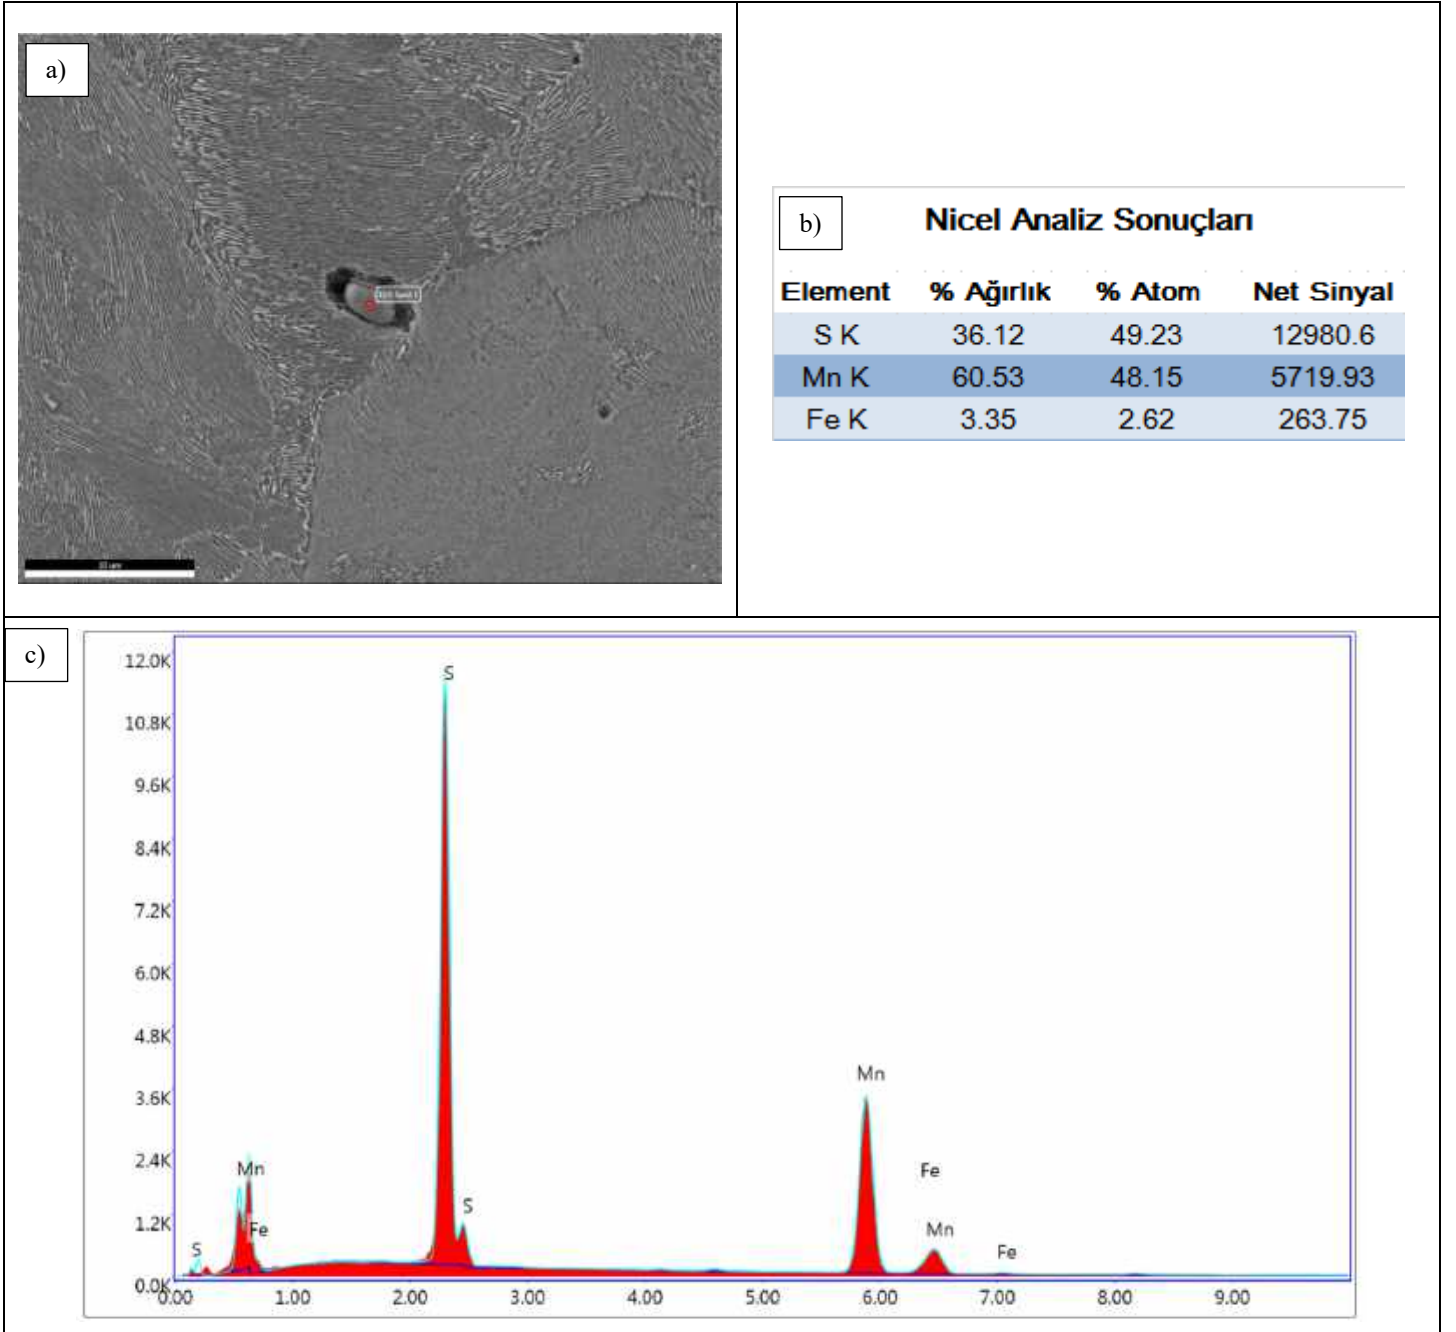 a)
b)
Nicel Analiz Sonuçları
Element % Ağırlık % Atom Net Sinyal
S K 36.12 49.23 12980.6
Mn K 60.53 48.15 5719.93
Fe K 3.35 2.62 263.75
c)
12.0K
10.8K
9.6K
8.4K
7.2K
6.0K
4.8K
3.6K
2.4K
1.2K
0.0K
S
Mn
Fe
S
S
Mn
Fe
Mn
Fe
0.00 1.00 2.00 3.00 4.00 5.00 6.00 7.00 8.00 9.00